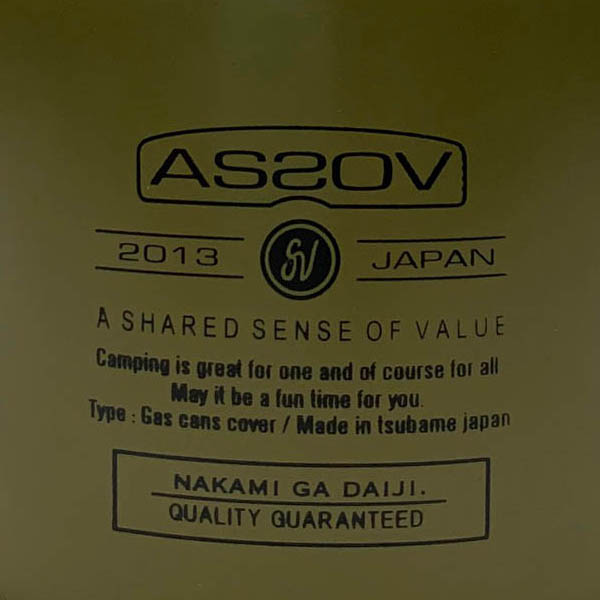 ASSOV
2013 SV JAPAN
A SHARED SENSE OF VALUE
Camping is great for one and of course for all
May it be a fun time for you.
Type : Gas cans cover / Made in tsubame japan
NAKAMI GA DAIJI.
QUALITY GUARANTEED